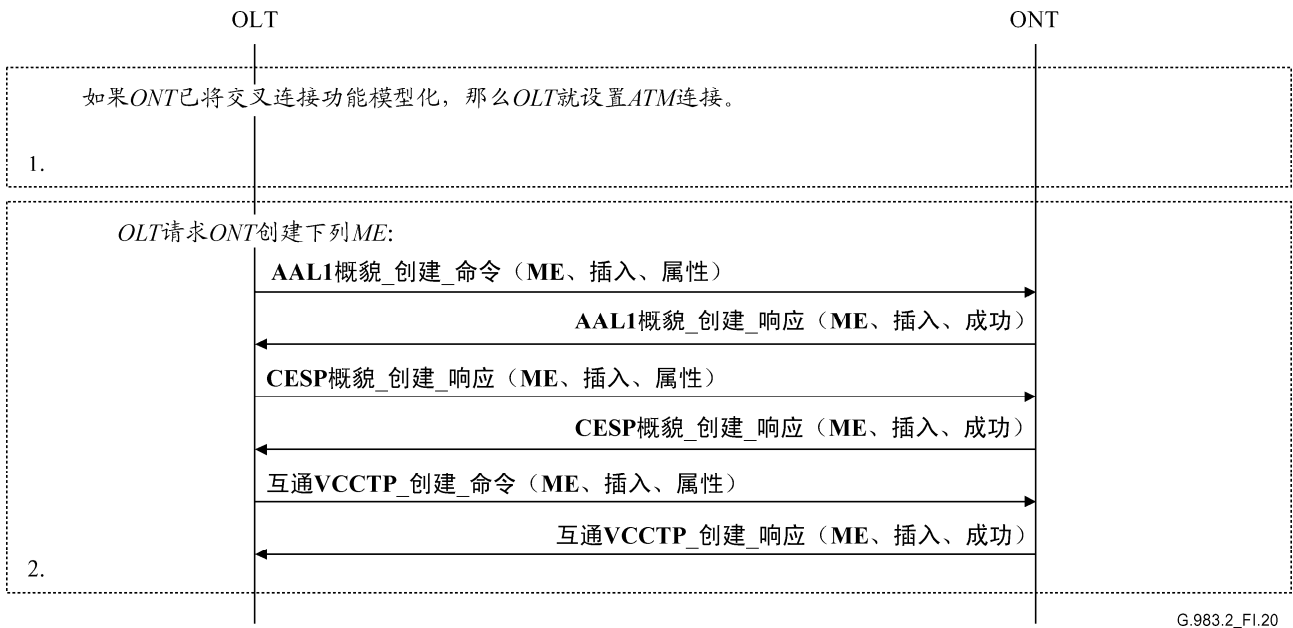 OLT
ONT
如果ONT已将交叉连接功能模型化，那么OLT就设置ATM连接。
1.
OLT请求ONT创建下列ME:
AAL1概貌_创建_命令（ME、插入、属性）
AAL1概貌_创建_响应（ME、插入、成功）
CESP概貌_创建_响应（ME、插入、属性）
CESP概貌_创建_响应（ME、插入、成功）
互通VCCTP_创建_命令（ME、插入、属性）
互通VCCTP_创建_响应（ME、插入、成功）
2.
G.983.2_FI.20